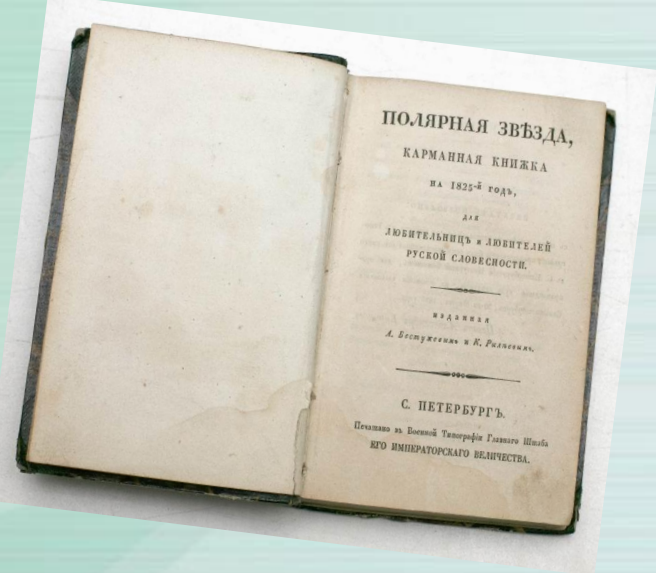 ПОЛЯРНАЯ ЗВѢЗДА,
КАРМАННАЯ КНИЖКА
НА 1825-й ГОДЪ,
ДЛЯ
ЛЮБИТЕЛЬНИЦЪ и ЛЮБИТЕЛЕЙ
РУСКОЙ СЛОВЕСНОСТИ.
изданная
А. Бестужевимъ и К. Рылѣевымъ.
С. ПЕТЕРБУРГЪ.
Печатано въ Военной Типографіи Главнаго Штаба
ЕГО ИМПЕРАТОРСКАГО ВЕЛИЧЕСТВА.